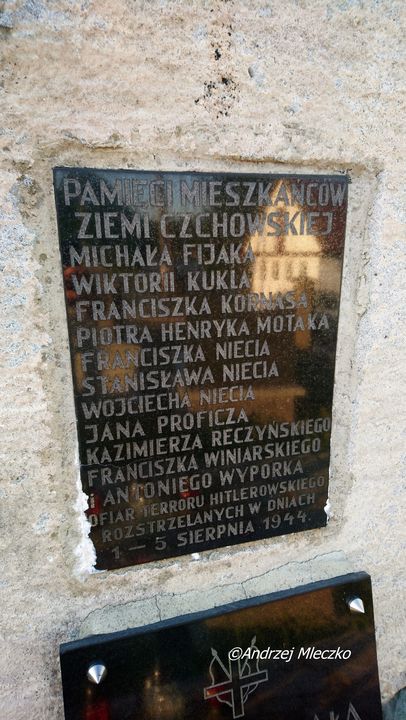 PAMIĘCI MIESZKAŃCÓW
ZIEMI CZCHOWSKIEJ
MICHAŁA FIJAKA
WIKTORII KUKLA
FRANCISZKA KORNASA
PIOTRA HENRYKA MOTAKA
FRANCISZKA NIECIA
STANISŁAWA NIECIA
WOJCIECHA NIECIA
JANA PROFICZA
KAZIMIERZA RECZYŃSKIEGO
FRANCISZKA WINIARSKIEGO
i ANTONIEGO WYPORKA
OFIAR TERRORU HITLEROWSKIEGO
ROZSTRZELANYCH W DNIACH
1 — 5 SIERPNIA 1944.
©Andrzej Mleczko